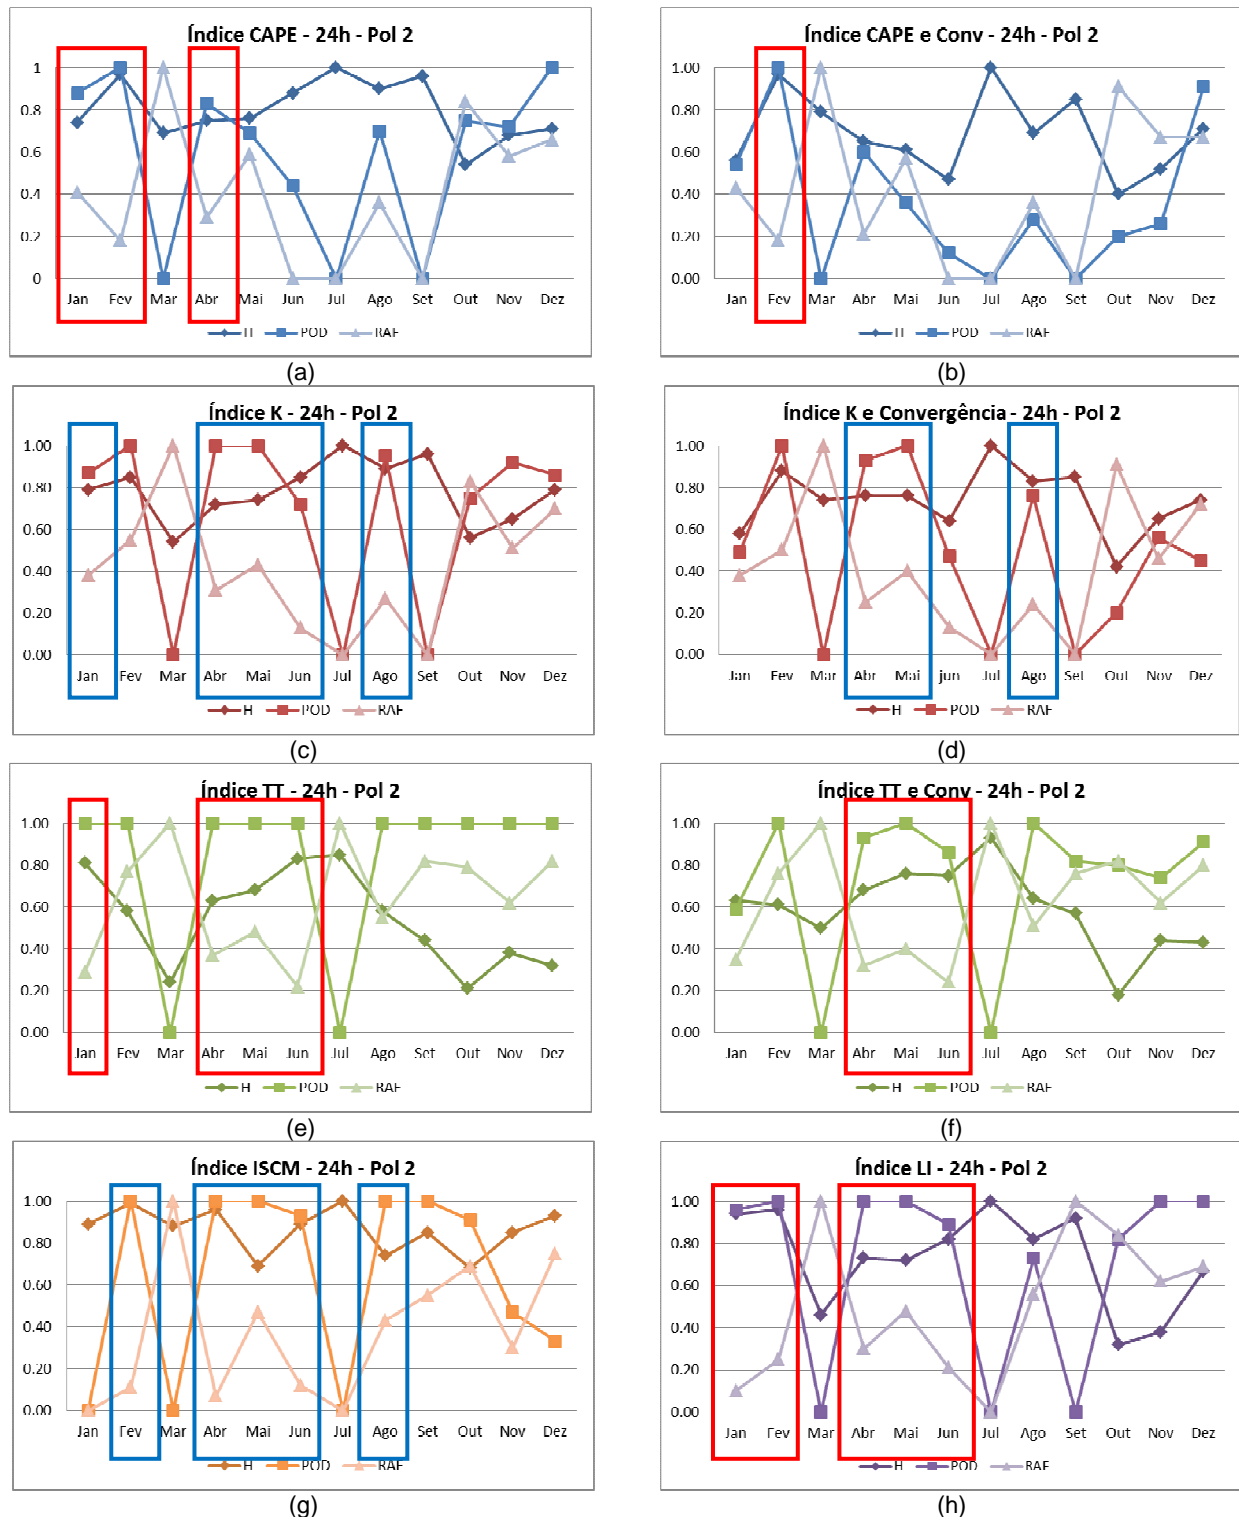 Índice CAPE - 24h - Pol 2
1
0.8
0.6
0.4
0.2
0
Jan Fev Mar Abr Mai Jun Jul Ago Set Out Nov Dez
H POD RAF
(a)
Índice CAPE e Conv - 24h - Pol 2
1.00
0.80
0.60
0.40
0.20
0.00
Jan Fev Mar Abr Mai Jun Jul Ago Set Out Nov Dez
H POD RAF
(b)
Índice K - 24h - Pol 2
1.00
0.80
0.60
0.40
0.20
0.00
Jan Fev Mar Abr Mai Jun Jul Ago Set Out Nov Dez
H POD RAF
(c)
Índice K e Convergência - 24h - Pol 2
1.00
0.80
0.60
0.40
0.20
0.00
Jan Fev Mar Abr Mai jun Jul Ago Set Out Nov Dez
H POD RAF
(d)
Índice TT - 24h - Pol 2
1.00
0.80
0.60
0.40
0.20
0.00
Jan Fev Mar Abr Mai Jun Jul Ago Set Out Nov Dez
H POD RAF
(e)
Índice TT e Conv - 24h - Pol 2
1.00
0.80
0.60
0.40
0.20
0.00
Jan Fev Mar Abr Mai Jun Jul Ago Set Out Nov Dez
H POD RAF
(f)
Índice ISCM - 24h - Pol 2
1.00
0.80
0.60
0.40
0.20
0.00
Jan Fev Mar Abr Mai Jun Jul Ago Set Out Nov Dez
H POD RAF
(g)
Índice LI - 24h - Pol 2
1.00
0.80
0.60
0.40
0.20
0.00
Jan Fev Mar Abr Mai Jun Jul Ago Set Out Nov Dez
H POD RAF
(h)